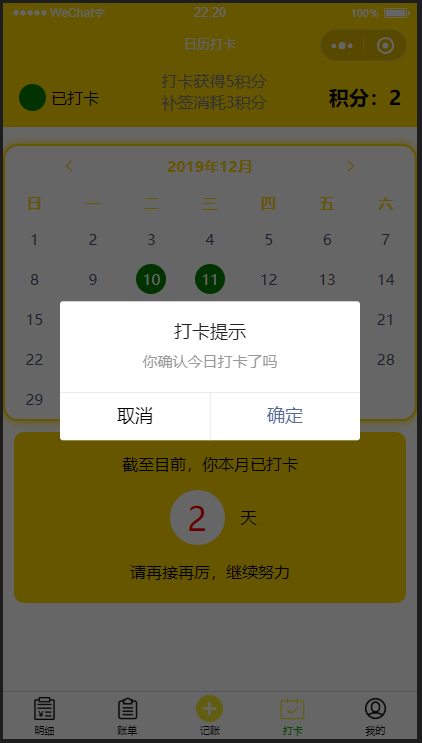 WeChat 22:20 100%
日历打卡
已打卡
打卡获得5积分
补签消耗3积分
积分：2
2019年12月
日 一 二 三 四 五 六
1 2 3 4 5 6 7
8 9 10 11 12 13 14
15 21
22 28
29
打卡提示
你确认今日打卡了吗
取消 确定
截至目前，你本月已打卡
2 天
请再接再厉，继续努力
明细 账单 记账 打卡 我的